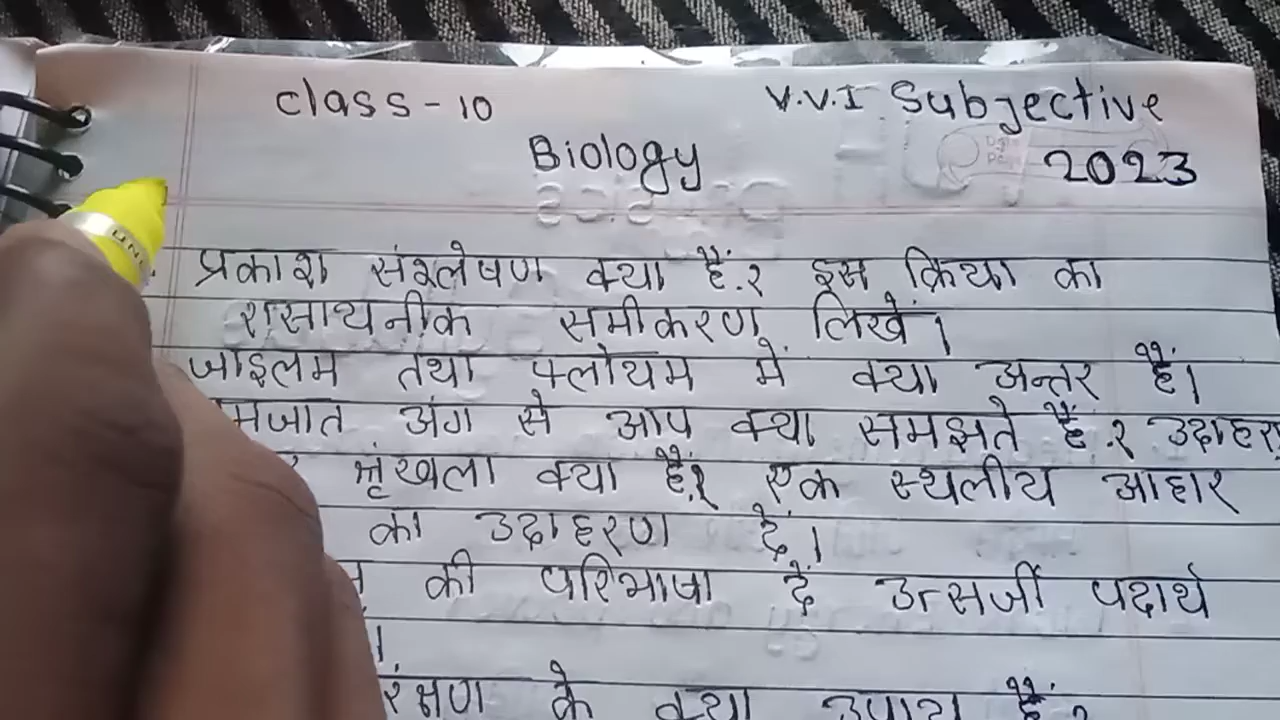 class-10
V.V.I Subjective
Biology
2023
प्रकाश संश्लेषण क्या हैं.? इस क्रिया का
रासायनीक समीकरण लिखें।
जाइलम तथा फ्लोयम में क्या अन्तर हैं।
मजात अंग से आप क्या समझते हैं.? उदाहरण
श्रृंखला क्या हैं? एक स्थलीय आहार
का उदाहरण दें।
की परिभाषा दें उत्सर्जी पदार्थ
।
रंक्षण के क्या उपाय हैं?